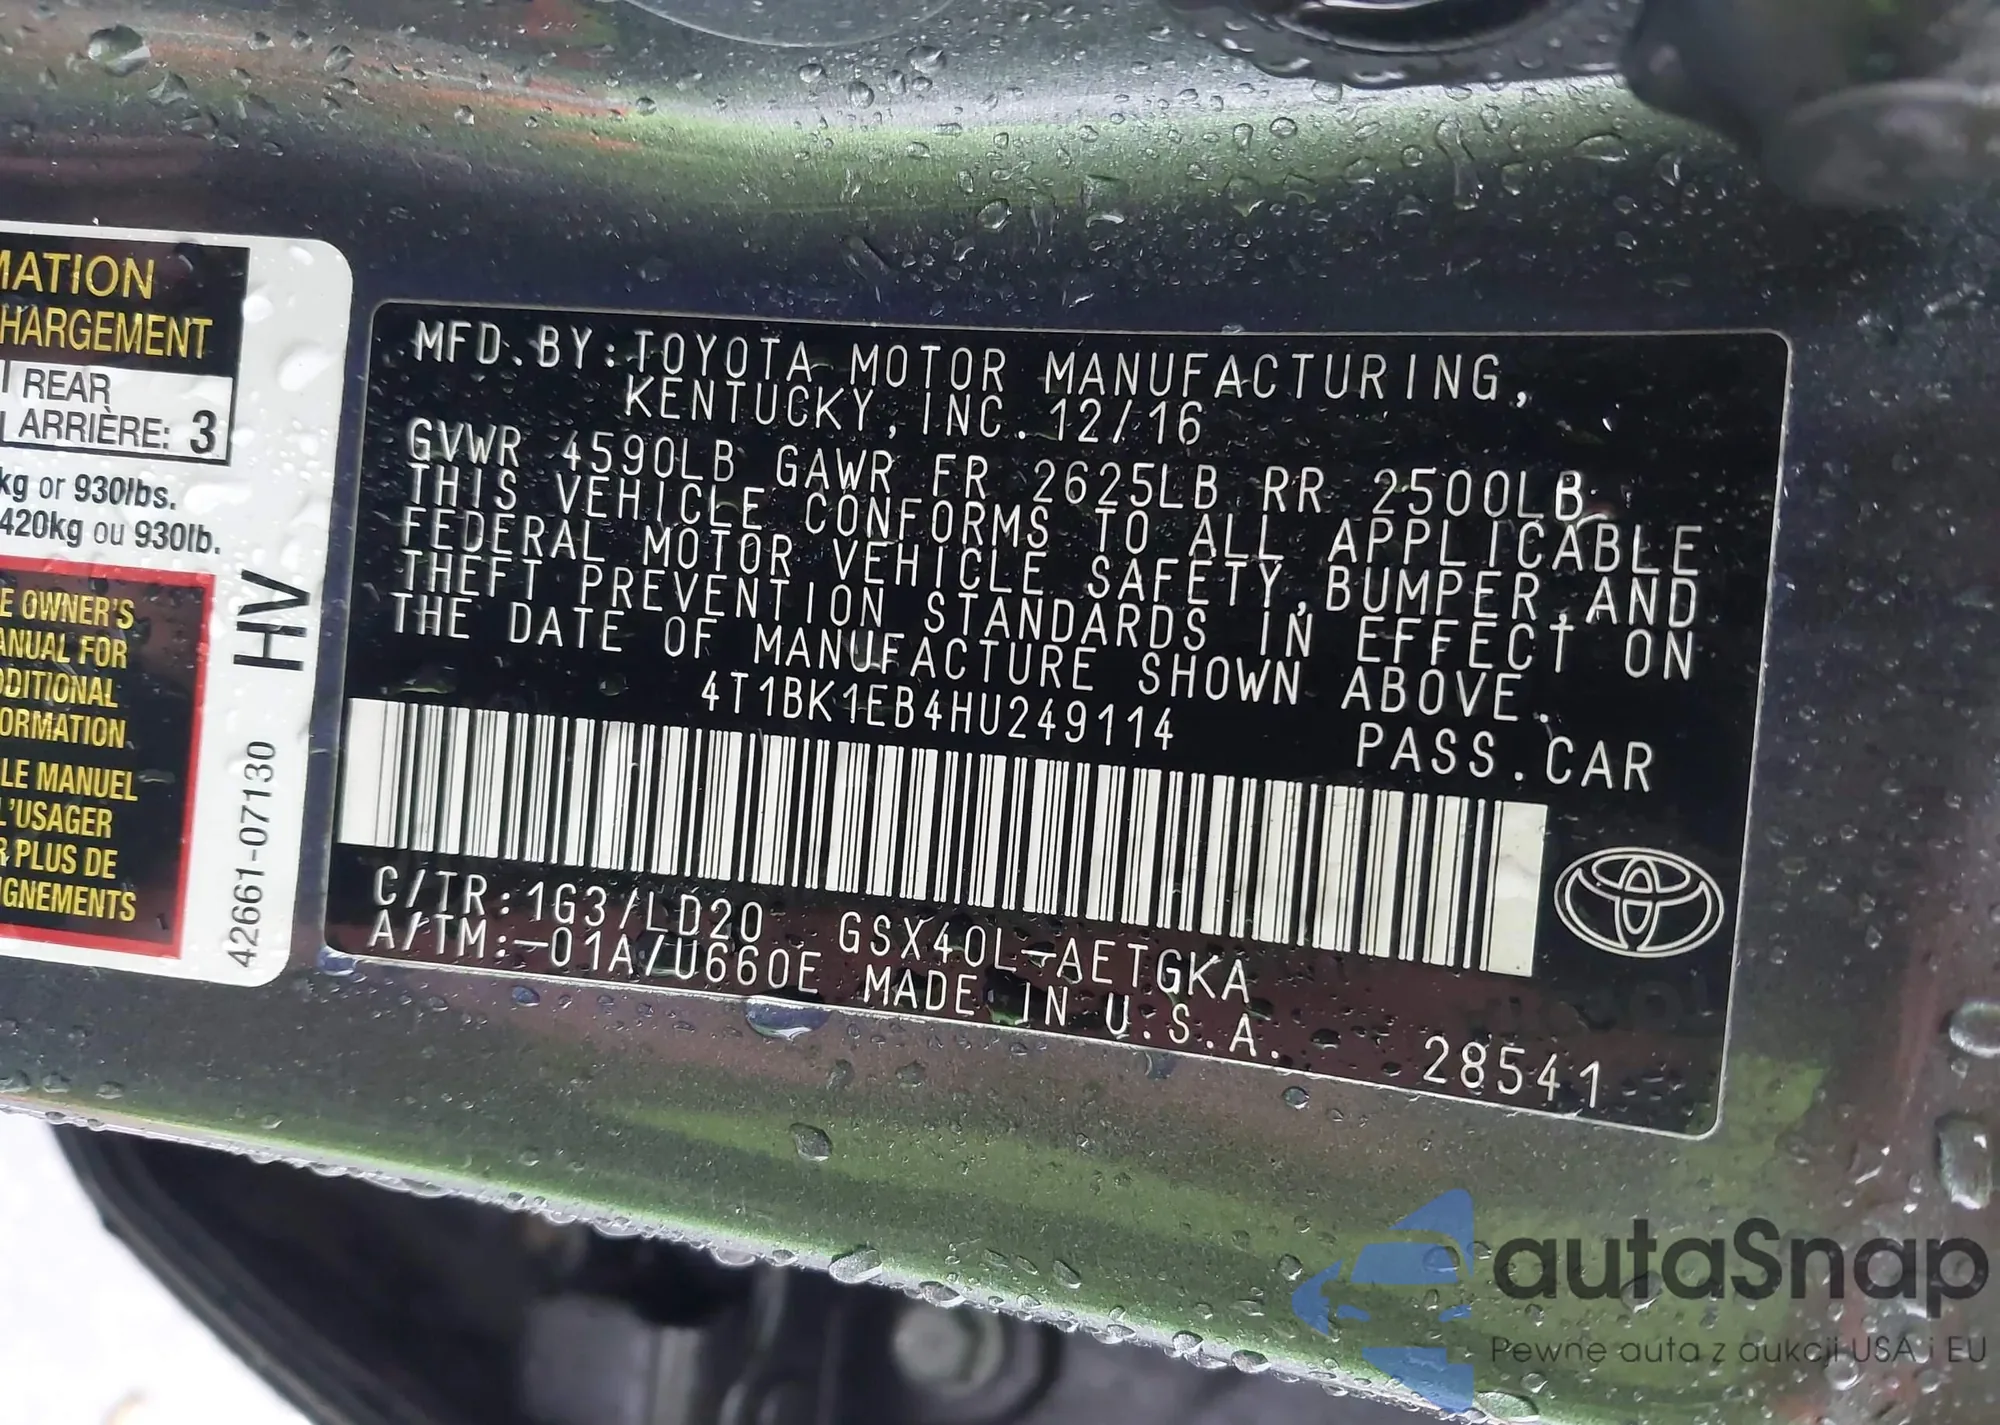 MATION
HARGEMENT
REAR
ARRIÈRE: 3
kg or 930lbs.
420kg ou 930lb.
E OWNER'S
ANUAL FOR
DDITIONAL
FORMATION
LE MANUEL
L'USAGER
R PLUS DE
IGNEMENTS
42661-07130 HV
MFD.BY:TOYOTA MOTOR MANUFACTURING,
KENTUCKY,INC. 12/16
GVWR 4590LB GAWR FR 2625LB RR 2500LB
THIS VEHICLE CONFORMS TO ALL APPLICABLE
FEDERAL MOTOR VEHICLE SAFETY,BUMPER,AND
THEFT PREVENTION STANDARDS IN EFFECT ON
THE DATE OF MANUFACTURE SHOWN ABOVE.
4T1BK1EB4HU249114
PASS.CAR
C/TR:1G3/LD20 GSX40L-AETGKA
A/TM:-01A/U660E MADE IN U.S.A.
28541
autaSnap
Pewne auta z aukcji USA i EU